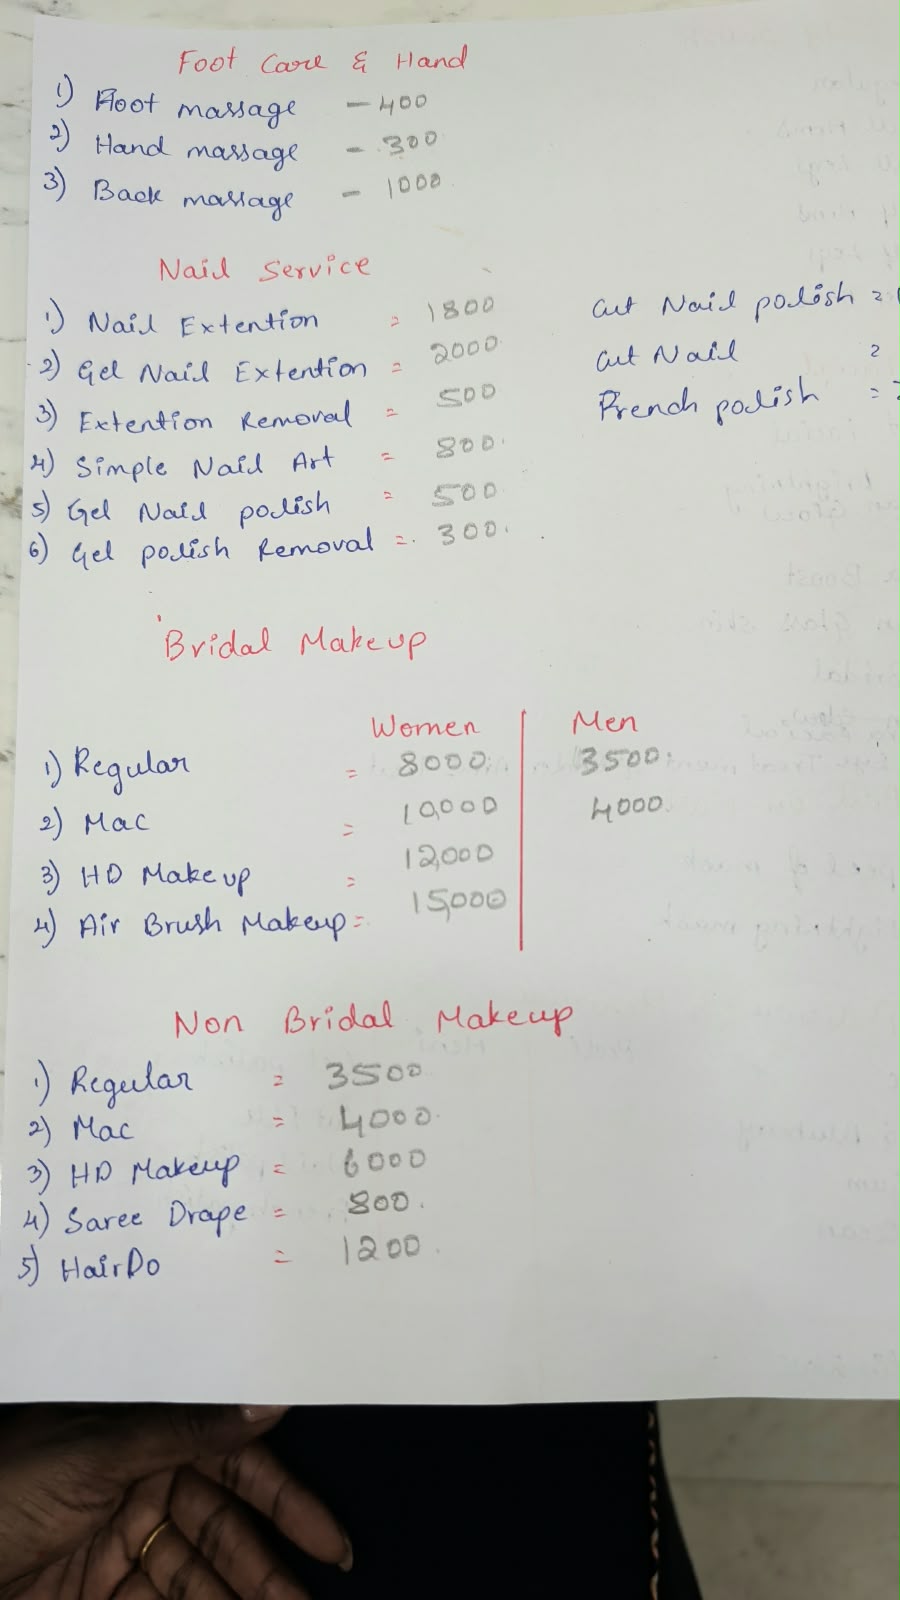 Foot Care & Hand
1) Foot massage - 400
2) Hand massage - 300
3) Back massage - 1000
Nail Service
1) Nail Extention = 1800
2) Gel Nail Extention = 2000
3) Extention Removal = 500
4) Simple Nail Art = 800.
5) Gel Nail polish = 500
6) Gel polish Removal = 300.
cut Nail polish =
cut Nail =
French polish =
Bridal Makeup
Women Men
1) Regular = 8000 3500
2) Mac = 10,000 4000
3) HD Makeup = 12,000
4) Air Brush Makeup = 15,000
Non Bridal Makeup
1) Regular = 3500
2) Mac = 4000
3) HD Makeup = 6000
4) Saree Drape = 800.
5) HairDo = 1200